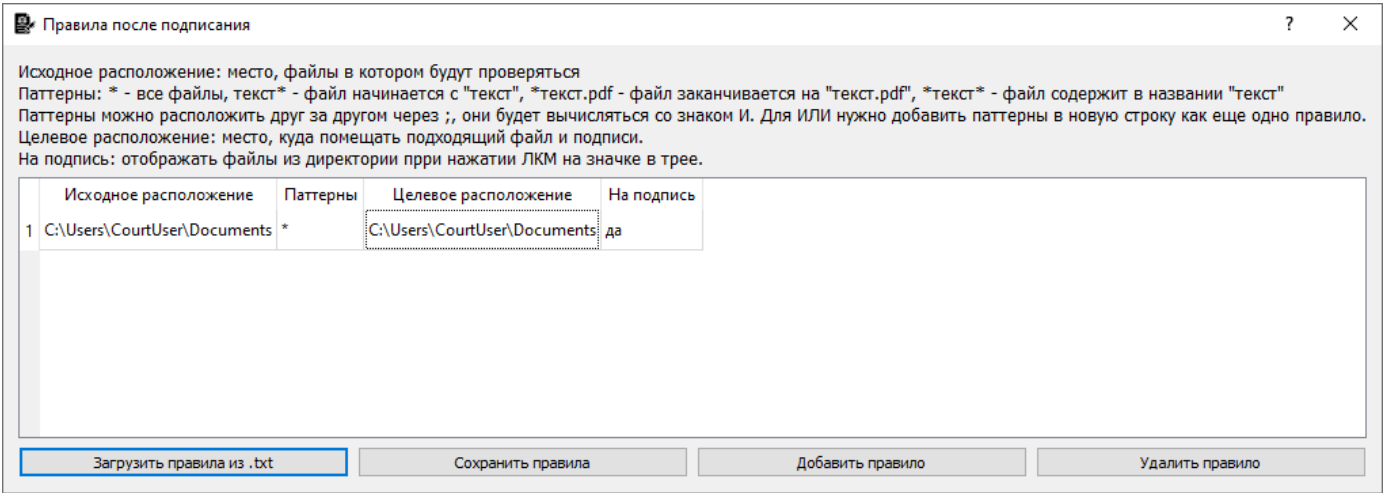 Правила после подписания
?
Исходное расположение: место, файлы в котором будут проверяться
Паттерны: * - все файлы, текст* - файл начинается с "текст", *текст.pdf - файл заканчивается на "текст.pdf", *текст* - файл содержит в названии "текст"
Паттерны можно расположить друг за другом через ;, они будет вычисляться со знаком И. Для ИЛИ нужно добавить паттерны в новую строку как еще одно правило.
Целевое расположение: место, куда помещать подходящий файл и подписи.
На подпись: отображать файлы из директории прри нажатии ЛКМ на значке в трее.
Исходное расположение Паттерны Целевое расположение На подпись
1 C:\Users\CourtUser\Documents * C:\Users\CourtUser\Documents да
Загрузить правила из .txt Сохранить правила Добавить правило Удалить правило